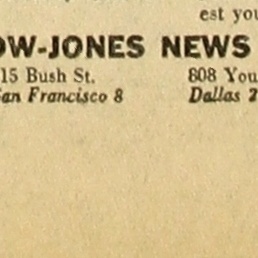 est you
OW-JONES NEWS
15 Bush St. 808 You
San Francisco 8 Dallas 2